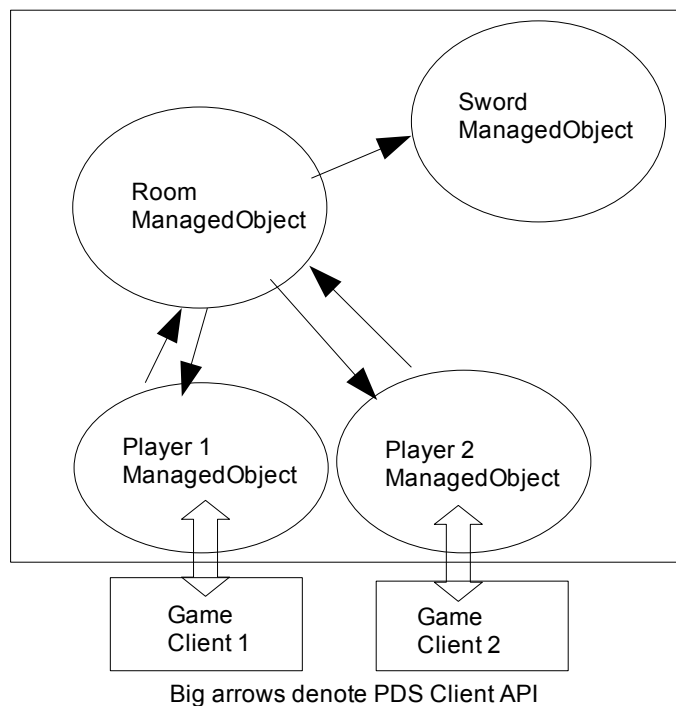 Sword
ManagedObject
Room
ManagedObject
Player 1
ManagedObject
Player 2
ManagedObject
Game
Client 1
Game
Client 2
Big arrows denote PDS Client API